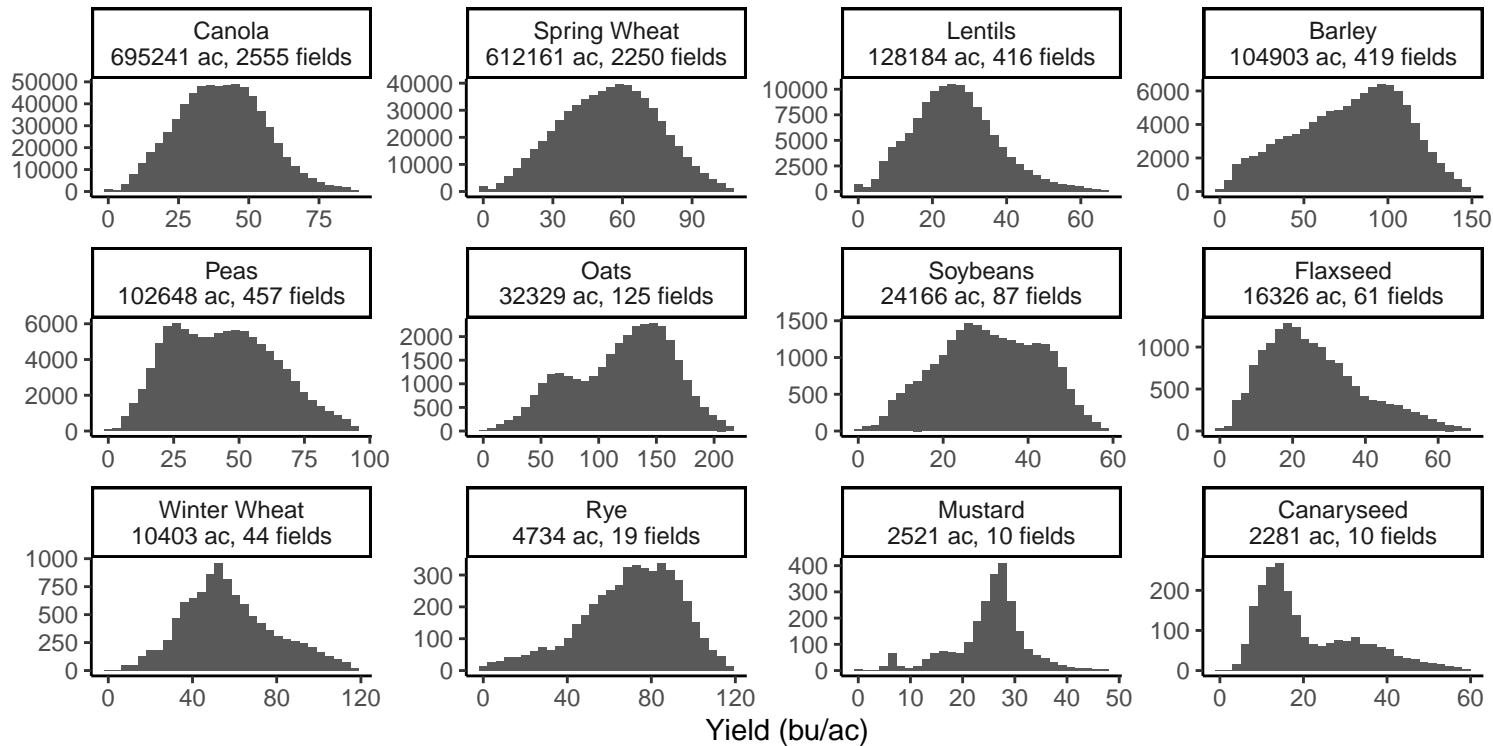 Canola
695241 ac, 2555 fields
Spring Wheat
612161 ac, 2250 fields
Lentils
128184 ac, 416 fields
Barley
104903 ac, 419 fields
50000
40000
30000
20000
10000
0
0 25 50 75
40000
30000
20000
10000
0
0 30 60 90
10000
7500
5000
2500
0
0 20 40 60
6000
4000
2000
0
0 50 100 150
Peas
102648 ac, 457 fields
Oats
32329 ac, 125 fields
Soybeans
24166 ac, 87 fields
Flaxseed
16326 ac, 61 fields
6000
4000
2000
0
0 25 50 75 100
2000
1500
1000
500
0
0 50 100 150 200
1500
1000
500
0
0 20 40 60
1000
500
0
0 20 40 60
Winter Wheat
10403 ac, 44 fields
Rye
4734 ac, 19 fields
Mustard
2521 ac, 10 fields
Canaryseed
2281 ac, 10 fields
1000
750
500
250
0
0 40 80 120
300
200
100
0
0 40 80 120
400
300
200
100
0
0 10 20 30 40 50
200
100
0
0 20 40 60
Yield (bu/ac)